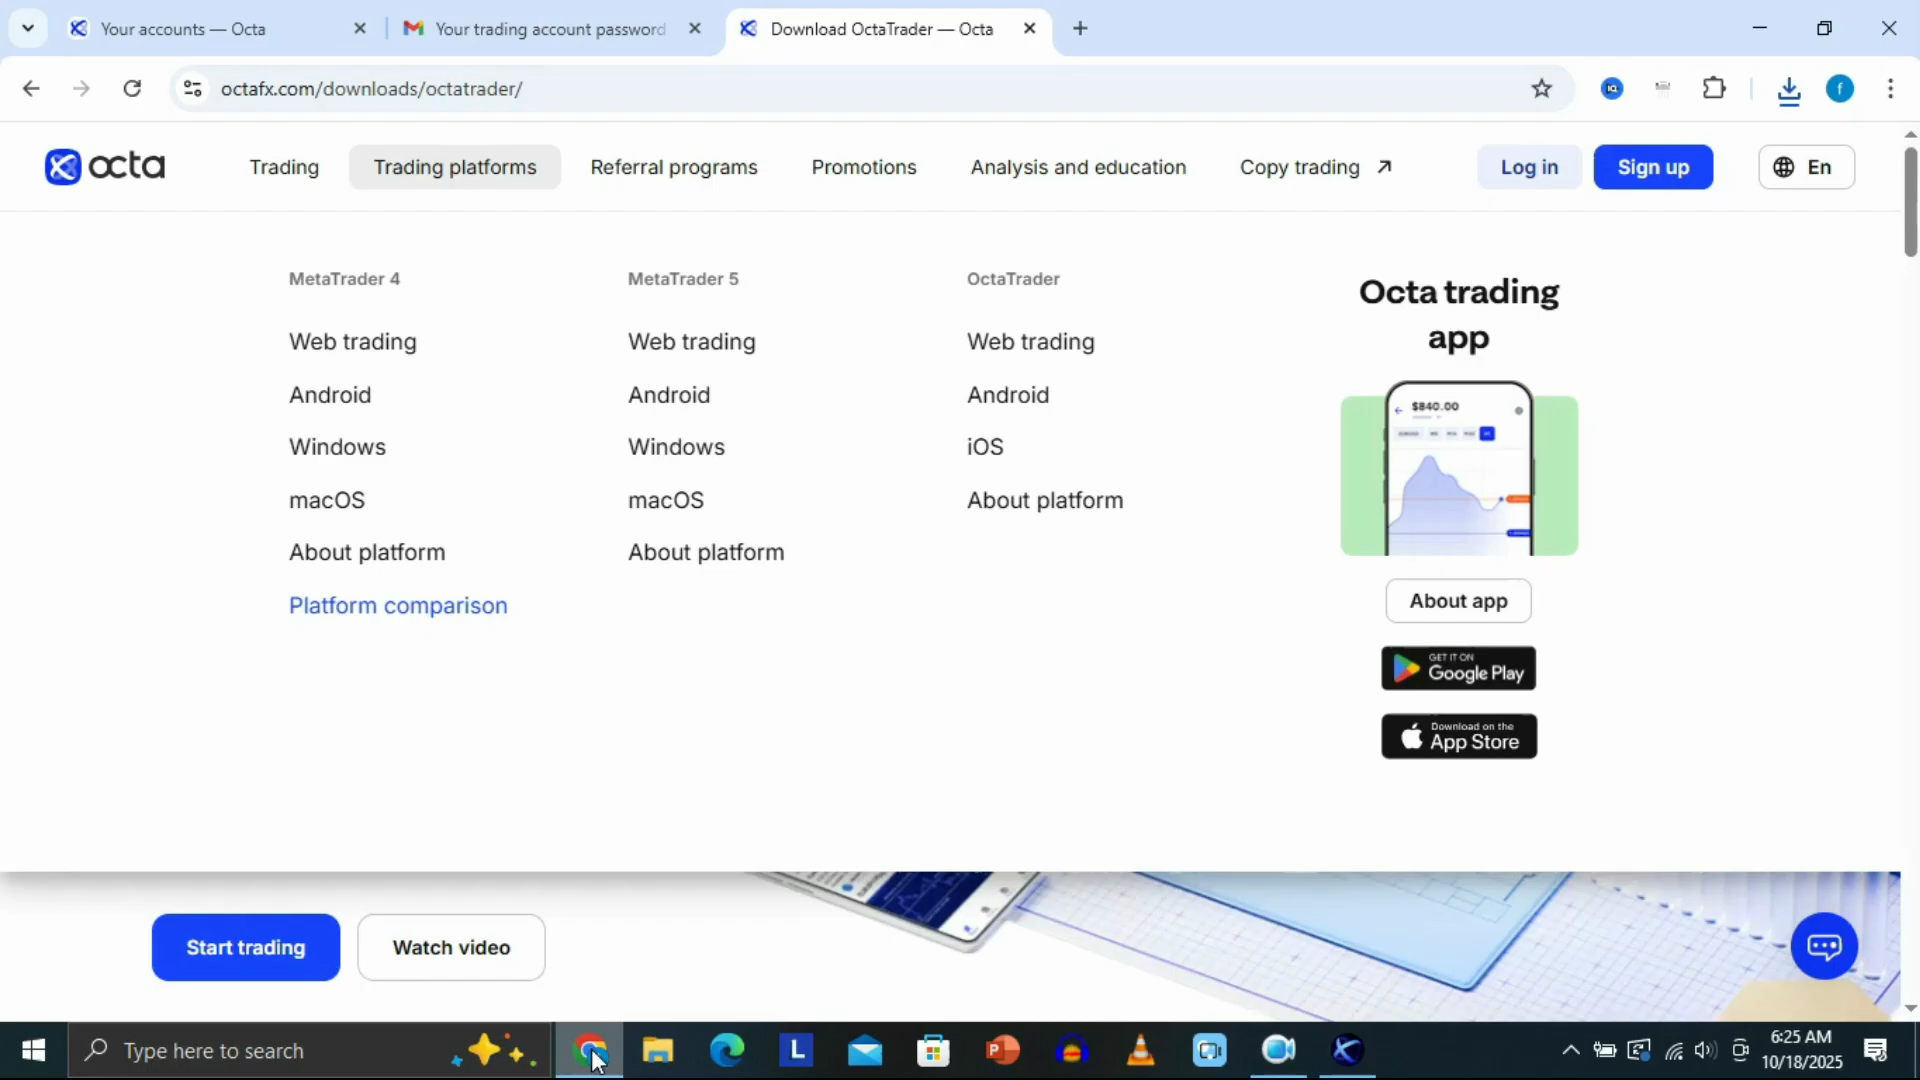 Your accounts — Octa
Your trading account password
Download OctaTrader — Octa
octafx.com/downloads/octatrader/
f
octa
Trading
Trading platforms
Referral programs
Promotions
Analysis and education
Copy trading
Log in
Sign up
En
MetaTrader 4
Web trading
Android
Windows
macOS
About platform
Platform comparison
MetaTrader 5
Web trading
Android
Windows
macOS
About platform
OctaTrader
Web trading
Android
iOS
About platform
Octa trading
app
$840.00
About app
GET IT ON
Google Play
Download on the
App Store
Start trading
Watch video
Type here to search
L
6:25 AM
10/18/2025